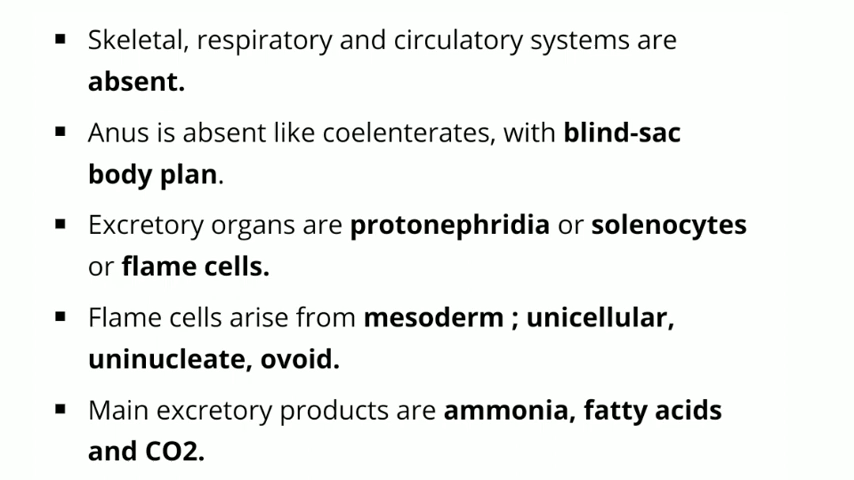 ▪ Skeletal, respiratory and circulatory systems are
absent.
▪ Anus is absent like coelenterates, with blind-sac
body plan.
▪ Excretory organs are protonephridia or solenocytes
or flame cells.
▪ Flame cells arise from mesoderm ; unicellular,
uninucleate, ovoid.
▪ Main excretory products are ammonia, fatty acids
and CO2.